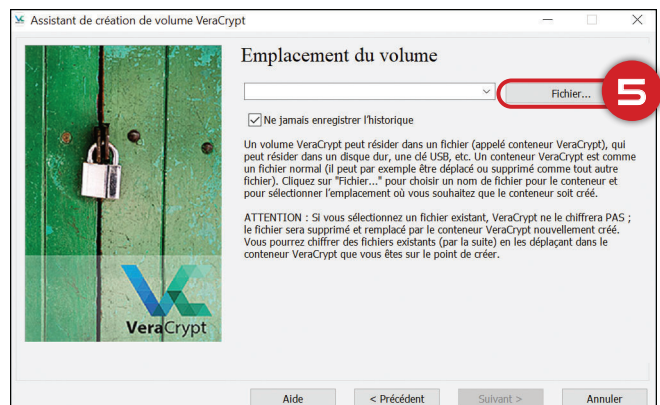 Assistant de création de volume VeraCrypt
Emplacement du volume
Fichier...
5
Ne jamais enregistrer l'historique
Un volume VeraCrypt peut résider dans un fichier (appelé conteneur VeraCrypt), qui
peut résider dans un disque dur, une clé USB, etc. Un conteneur VeraCrypt est comme
un fichier normal (il peut par exemple être déplacé ou supprimé comme tout autre
fichier). Cliquez sur "Fichier..." pour choisir un nom de fichier pour le conteneur et
pour sélectionner l'emplacement où vous souhaitez que le conteneur soit créé.
ATTENTION : Si vous sélectionnez un fichier existant, VeraCrypt ne le chiffrera PAS ;
le fichier sera supprimé et remplacé par le conteneur VeraCrypt nouvellement créé.
Vous pourrez chiffrer des fichiers existants (par la suite) en les déplaçant dans le
conteneur VeraCrypt que vous êtes sur le point de créer.
VeraCrypt
Aide
< Précédent
Suivant >
Annuler